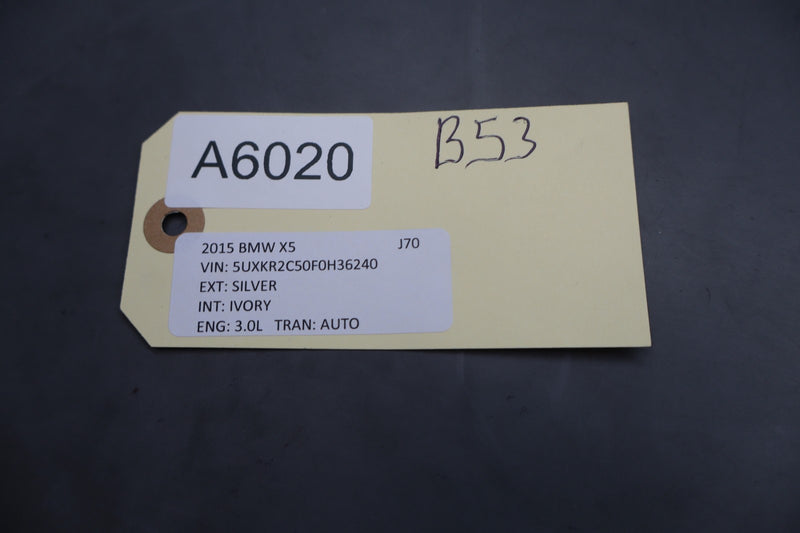 A6020
B53
2015 BMW X5 J70
VIN: 5UXKR2C50F0H36240
EXT: SILVER
INT: IVORY
ENG: 3.0L TRAN: AUTO